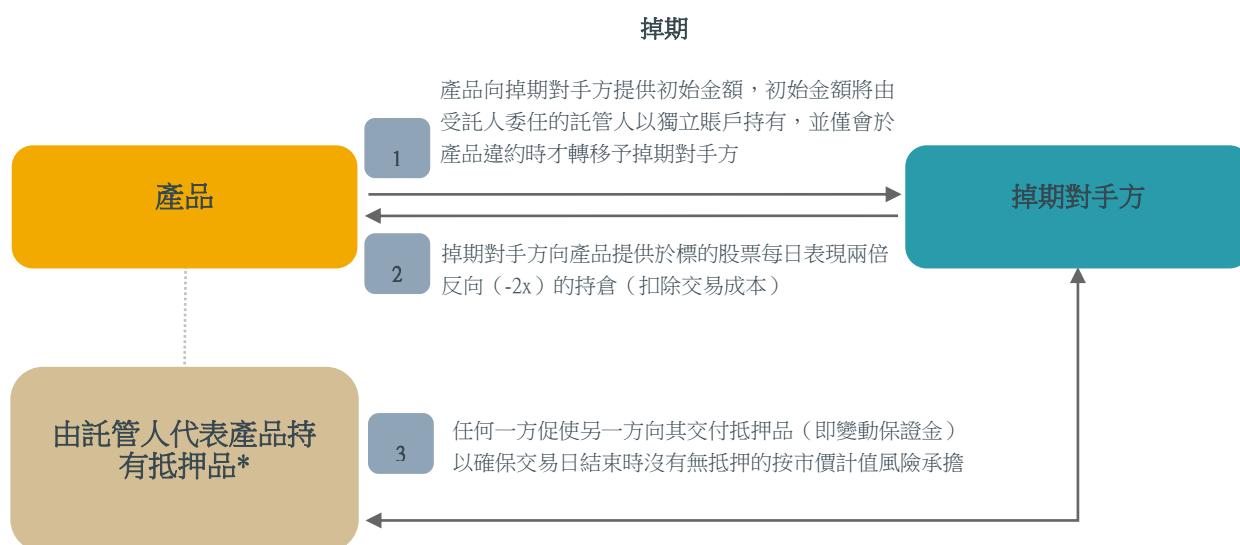 掉期
產品向掉期對手方提供初始金額，初始金額將由
受託人委任的託管人以獨立賬戶持有，並僅會於
產品違約時才轉移予掉期對手方
1
產品
掉期對手方
2
掉期對手方向產品提供於標的股票每日表現兩倍
反向（-2x）的持倉（扣除交易成本）
由託管人代表產品持
有抵押品*
3
任何一方促使另一方向其交付抵押品（即變動保證金）
以確保交易日結束時沒有無抵押的按市價計值風險承擔